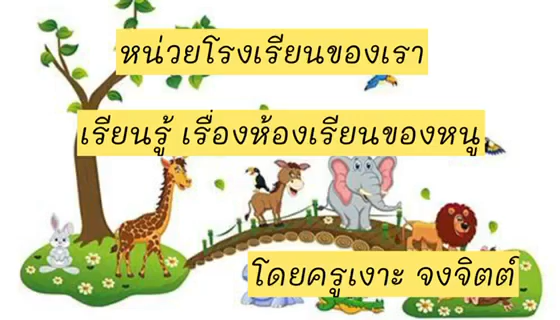 หน่วยโรงเรียนของเรา
เรียนรู้ เรื่องห้องเรียนของหนู
โดยครูเงาะ จงจิตต์